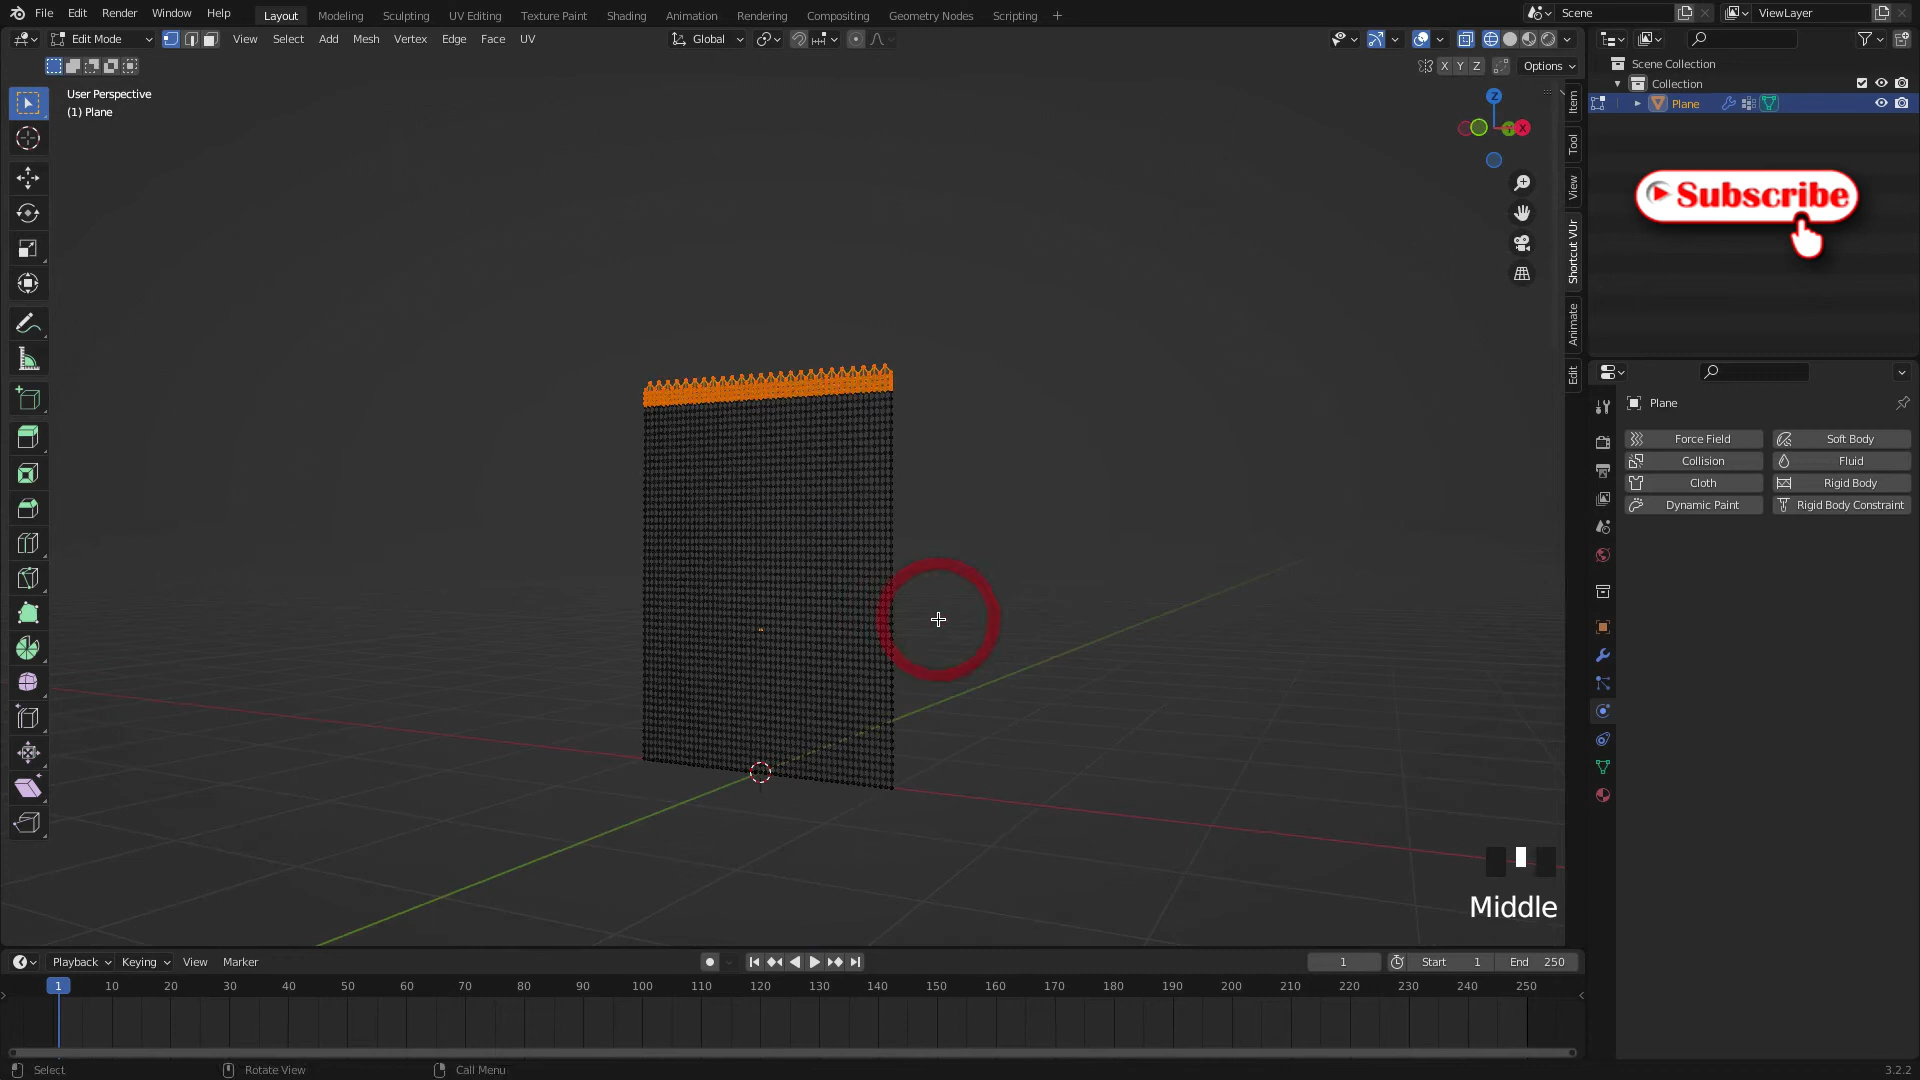 File Edit Render Window Help Layout Modeling Sculpting UV Editing Texture Paint Shading Animation Rendering Compositing Geometry Nodes Scripting + Scene ViewLayer
Edit Mode View Select Add Mesh Vertex Edge Face UV Global
X Y Z Options
User Perspective
(1) Plane
Z
Y X
Item
Tool
View
Shortcut VUr
Animate
Edit
Scene Collection
Collection
Plane
Subscribe
Plane
Force Field Soft Body
Collision Fluid
Cloth Rigid Body
Dynamic Paint Rigid Body Constraint
Middle
Playback Keying View Marker 1 Start 1 End 250
1 10 20 30 40 50 60 70 80 90 100 110 120 130 140 150 160 170 180 190 200 210 220 230 240 250
Select Rotate View Call Menu 3.2.2